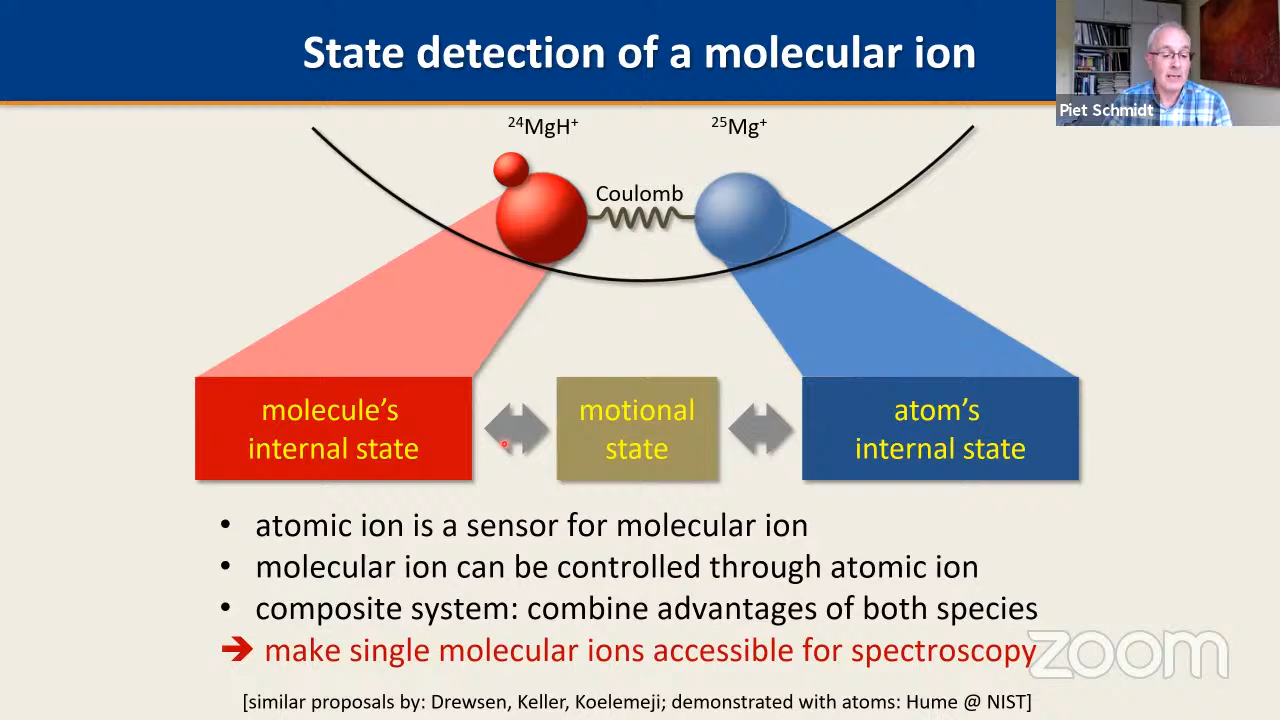 State detection of a molecular ion
Piet Schmidt
²⁴MgH⁺
²⁵Mg⁺
Coulomb
molecule's
internal state
motional
state
atom's
internal state
• atomic ion is a sensor for molecular ion
• molecular ion can be controlled through atomic ion
• composite system: combine advantages of both species
➔ make single molecular ions accessible for spectroscopy
zoom
[similar proposals by: Drewsen, Keller, Koelemeji; demonstrated with atoms: Hume @ NIST]